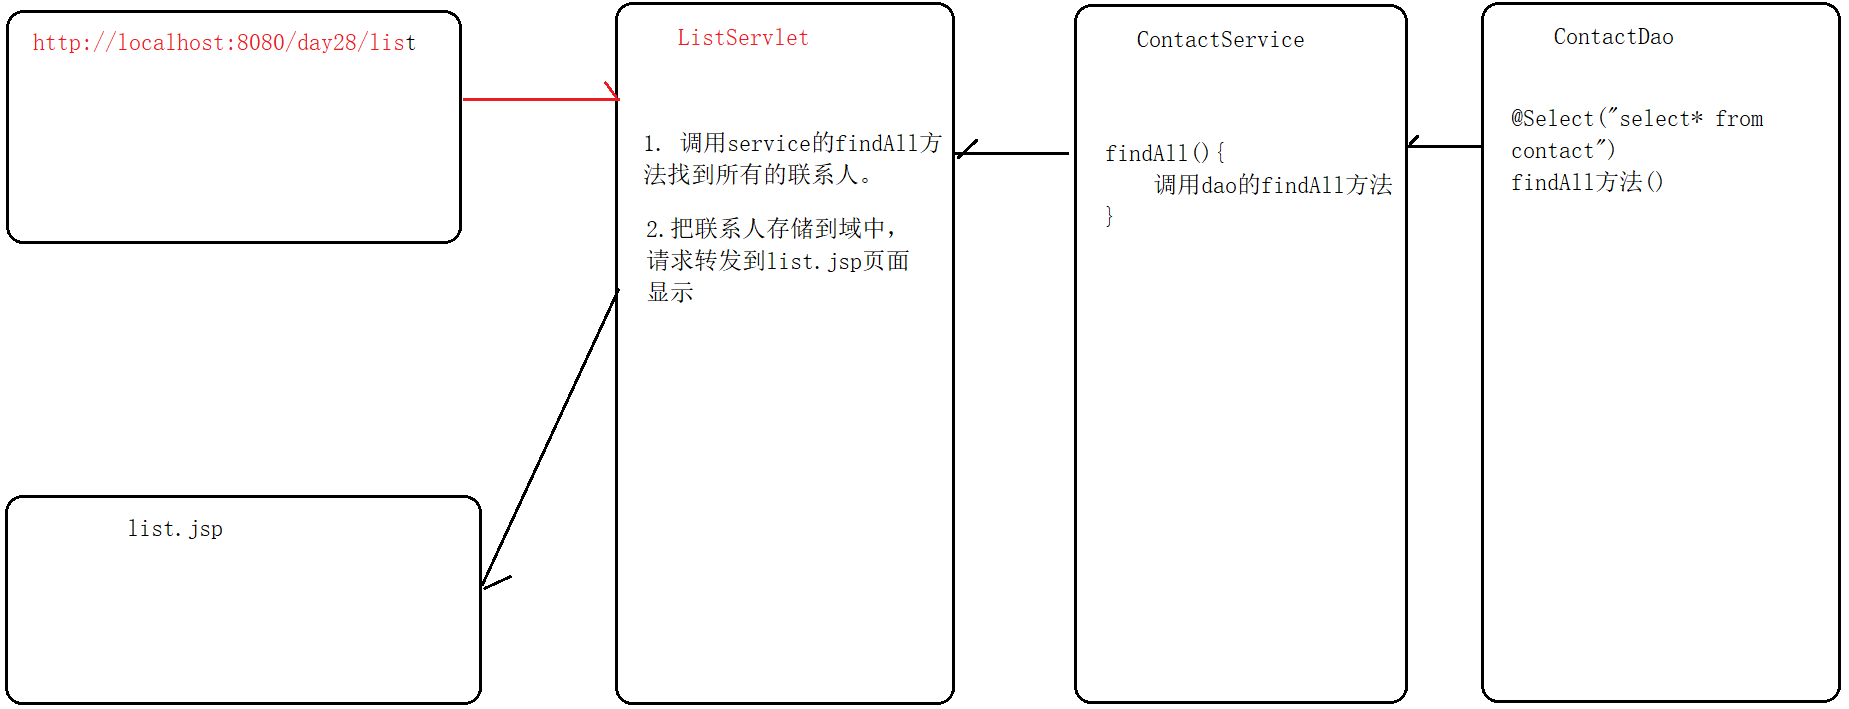 http://localhost:8080/day28/list
ListServlet
1. 调用service的findAll方
法找到所有的联系人。
2.把联系人存储到域中，
请求转发到list.jsp页面
显示
ContactService
findAll(){
调用dao的findAll方法
}
ContactDao
@Select("select* from
contact")
findAll方法()
list.jsp